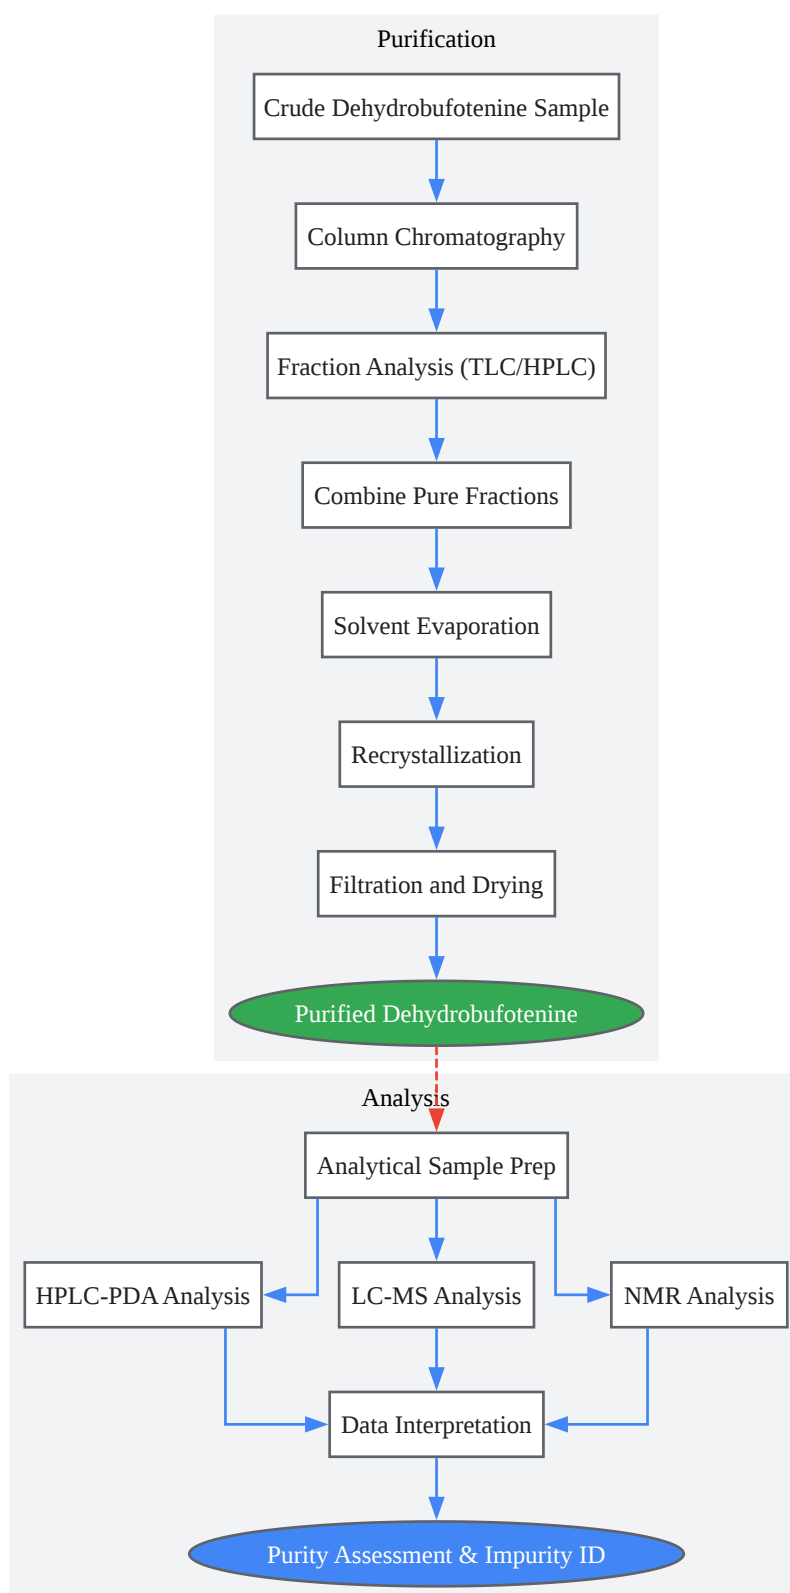 Purification
Crude Dehydrobufotenine Sample
Column Chromatography
Fraction Analysis (TLC/HPLC)
Combine Pure Fractions
Solvent Evaporation
Recrystallization
Filtration and Drying
Purified Dehydrobufotenine
Analysis
Analytical Sample Prep
HPLC-PDA Analysis
LC-MS Analysis
NMR Analysis
Data Interpretation
Purity Assessment & Impurity ID